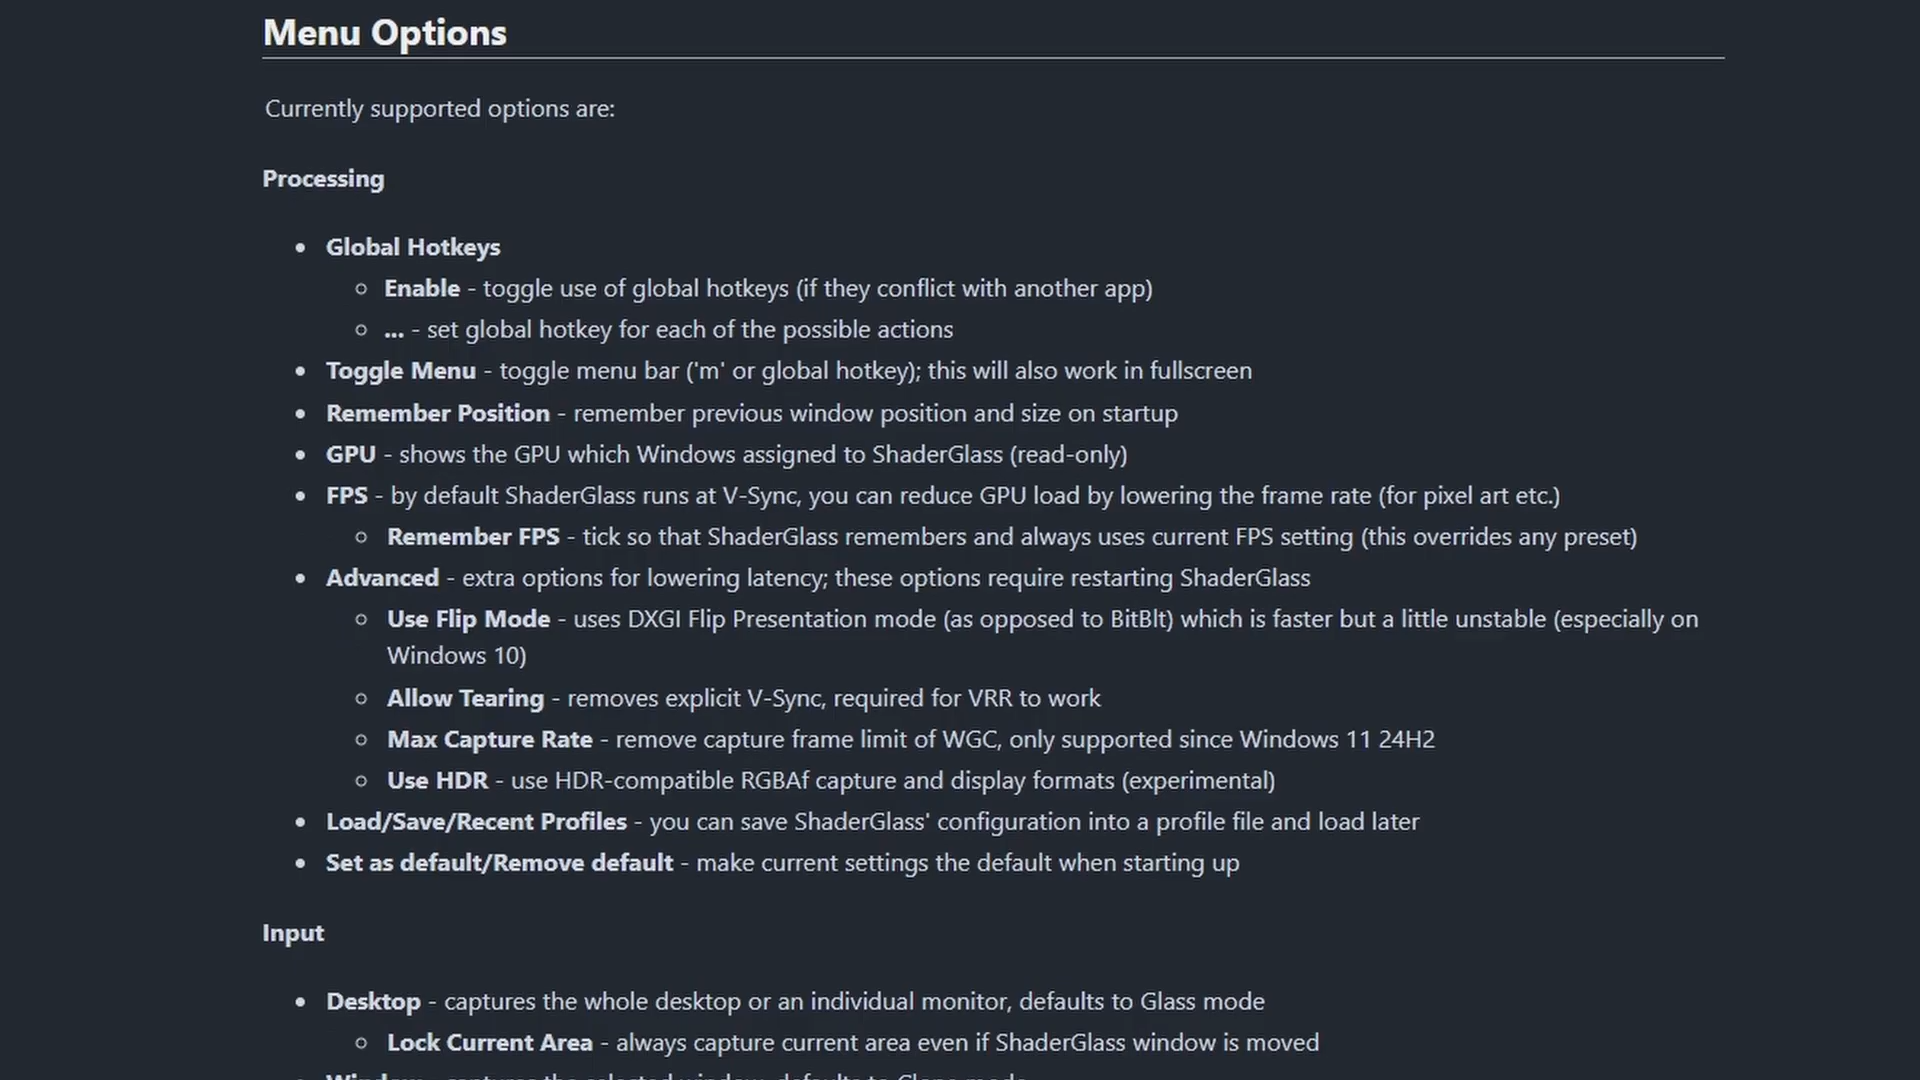 Menu Options
Currently supported options are:
Processing
• Global Hotkeys
◦ Enable - toggle use of global hotkeys (if they conflict with another app)
◦ ... - set global hotkey for each of the possible actions
• Toggle Menu - toggle menu bar ('m' or global hotkey); this will also work in fullscreen
• Remember Position - remember previous window position and size on startup
• GPU - shows the GPU which Windows assigned to ShaderGlass (read-only)
• FPS - by default ShaderGlass runs at V-Sync, you can reduce GPU load by lowering the frame rate (for pixel art etc.)
◦ Remember FPS - tick so that ShaderGlass remembers and always uses current FPS setting (this overrides any preset)
• Advanced - extra options for lowering latency; these options require restarting ShaderGlass
◦ Use Flip Mode - uses DXGI Flip Presentation mode (as opposed to BitBlt) which is faster but a little unstable (especially on
Windows 10)
◦ Allow Tearing - removes explicit V-Sync, required for VRR to work
◦ Max Capture Rate - remove capture frame limit of WGC, only supported since Windows 11 24H2
◦ Use HDR - use HDR-compatible RGBAf capture and display formats (experimental)
• Load/Save/Recent Profiles - you can save ShaderGlass' configuration into a profile file and load later
• Set as default/Remove default - make current settings the default when starting up
Input
• Desktop - captures the whole desktop or an individual monitor, defaults to Glass mode
◦ Lock Current Area - always capture current area even if ShaderGlass window is moved
• Window - captures the selected window, defaults to Clone mode